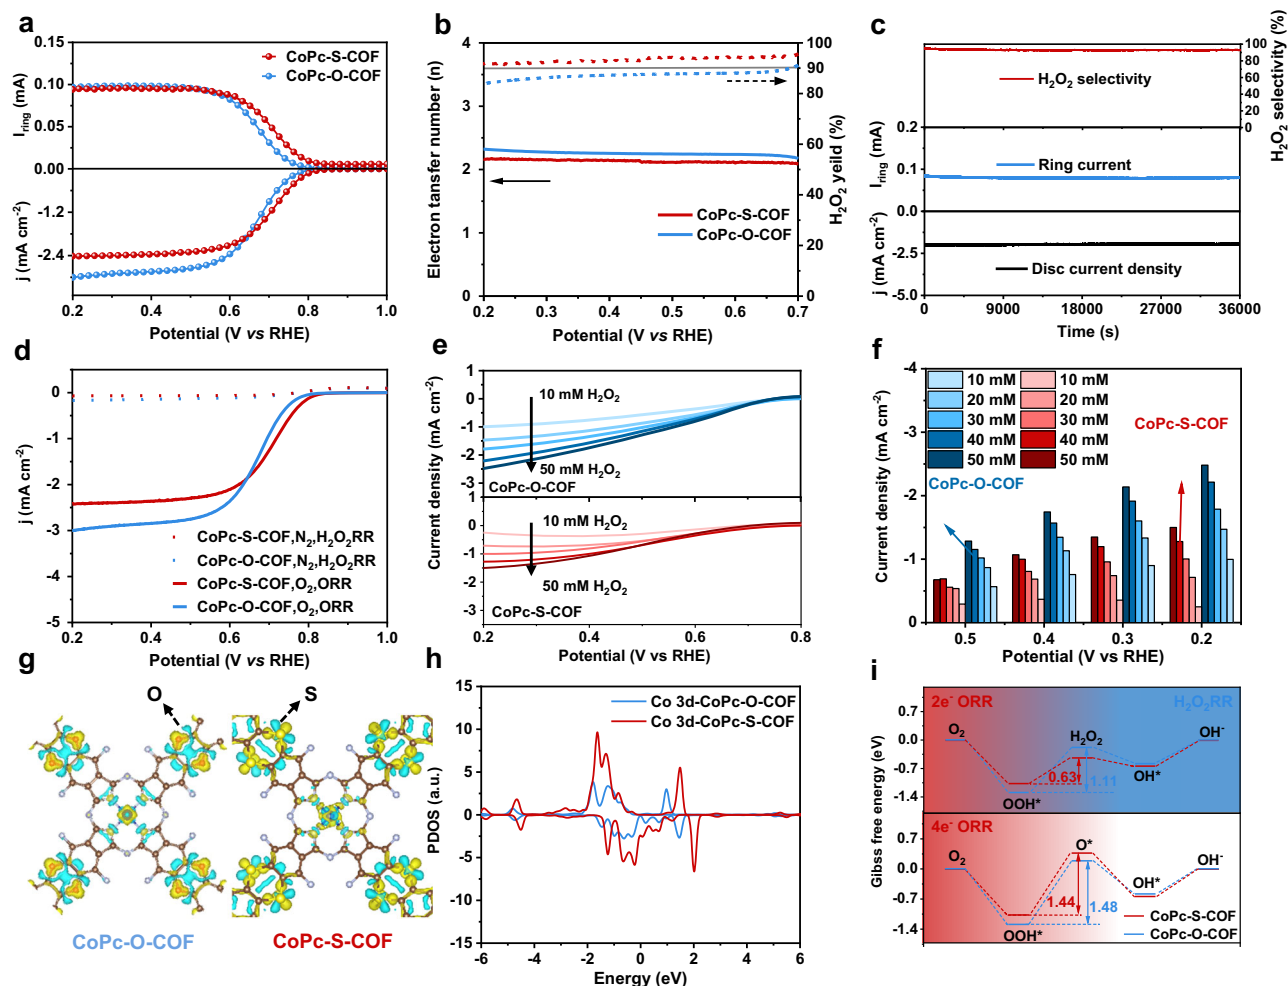 a
0.15
0.10
0.05
0.00
-1.2
-2.4
I_ring (mA)
j (mA cm⁻²)
CoPc-S-COF
CoPc-O-COF
0.2 0.4 0.6 0.8 1.0
Potential (V vs RHE)
b
4
3
2
1
0
Electron tansfer number (n)
100
90
80
60
40
20
0
H₂O₂ yeild (%)
CoPc-S-COF
CoPc-O-COF
0.2 0.3 0.4 0.5 0.6 0.7
Potential (V vs RHE)
c
100
80
60
40
20
0
H₂O₂ selectivity (%)
H₂O₂ selectivity
0.2
0.1
0.0
-2.5
-5.0
I_ring (mA)
j (mA cm⁻²)
Ring current
Disc current density
0 9000 18000 27000 36000
Time (s)
d
0
-1
-2
-3
-4
-5
j (mA cm⁻²)
CoPc-S-COF,N₂,H₂O₂RR
CoPc-O-COF,N₂,H₂O₂RR
CoPc-S-COF,O₂,ORR
CoPc-O-COF,O₂,ORR
0.2 0.4 0.6 0.8 1.0
Potential (V vs RHE)
e
1
0
-1
-2
-3
1
0
-1
-2
-3
Current density (mA cm⁻²)
10 mM H₂O₂
50 mM H₂O₂
CoPc-O-COF
10 mM H₂O₂
50 mM H₂O₂
CoPc-S-COF
0.2 0.4 0.6 0.8
Potential (V vs RHE)
f
-4
-3
-2
-1
0
Current density (mA cm⁻²)
10 mM 10 mM
20 mM 20 mM
30 mM 30 mM
40 mM 40 mM
50 mM 50 mM
CoPc-S-COF
CoPc-O-COF
0.5 0.4 0.3 0.2
Potential (V vs RHE)
g
O
S
CoPc-O-COF
CoPc-S-COF
h
15
10
5
0
-5
-10
-15
PDOS (a.u.)
Co 3d-CoPc-O-COF
Co 3d-CoPc-S-COF
-6 -4 -2 0 2 4 6
Energy (eV)
i
0.7
0.0
-0.7
-1.4
0.7
0.0
-0.7
-1.4
Gibss free energy (eV)
2e⁻ ORR
H₂O₂RR
O₂
H₂O₂
OH⁻
0.63
1.11
OH*
OOH*
4e⁻ ORR
O₂
O*
OH⁻
OH*
1.44
1.48
OOH*
CoPc-S-COF
CoPc-O-COF